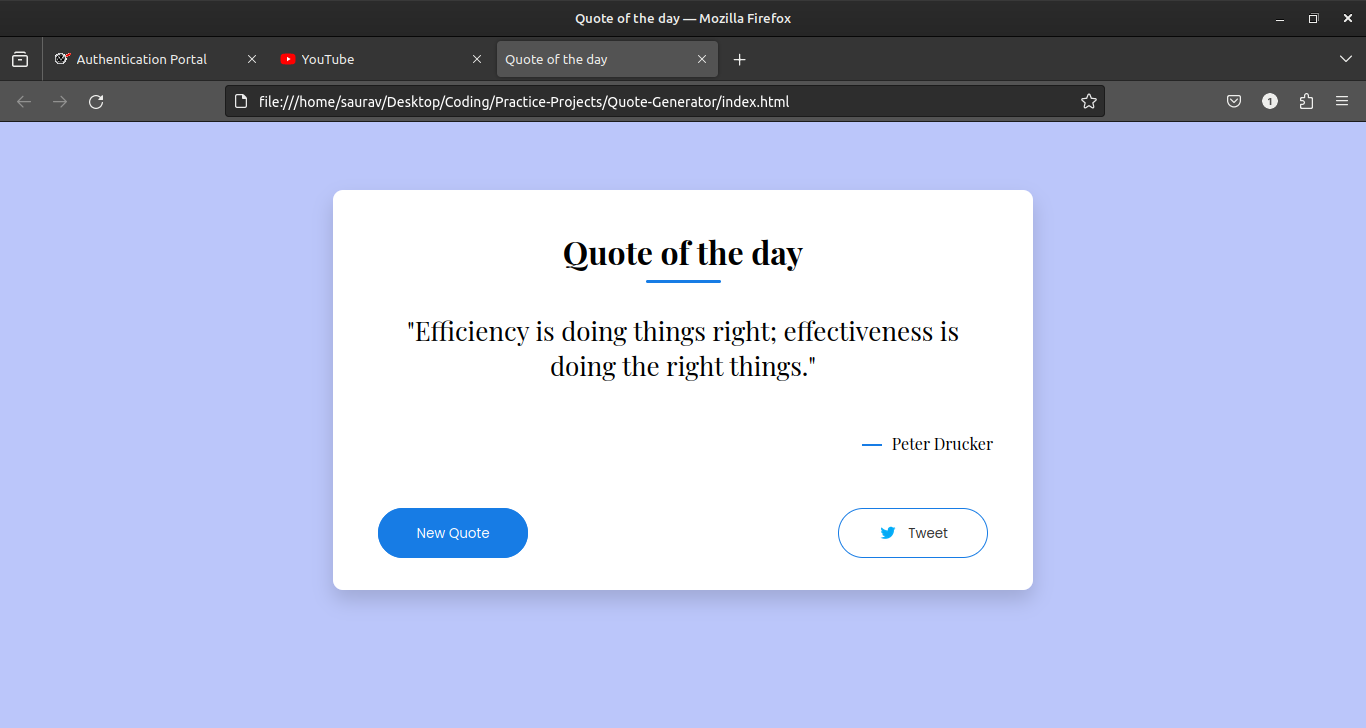 Quote of the day — Mozilla Firefox
Authentication Portal
YouTube
Quote of the day
file:///home/saurav/Desktop/Coding/Practice-Projects/Quote-Generator/index.html
1
Quote of the day
"Efficiency is doing things right; effectiveness is
doing the right things."
Peter Drucker
New Quote
Tweet